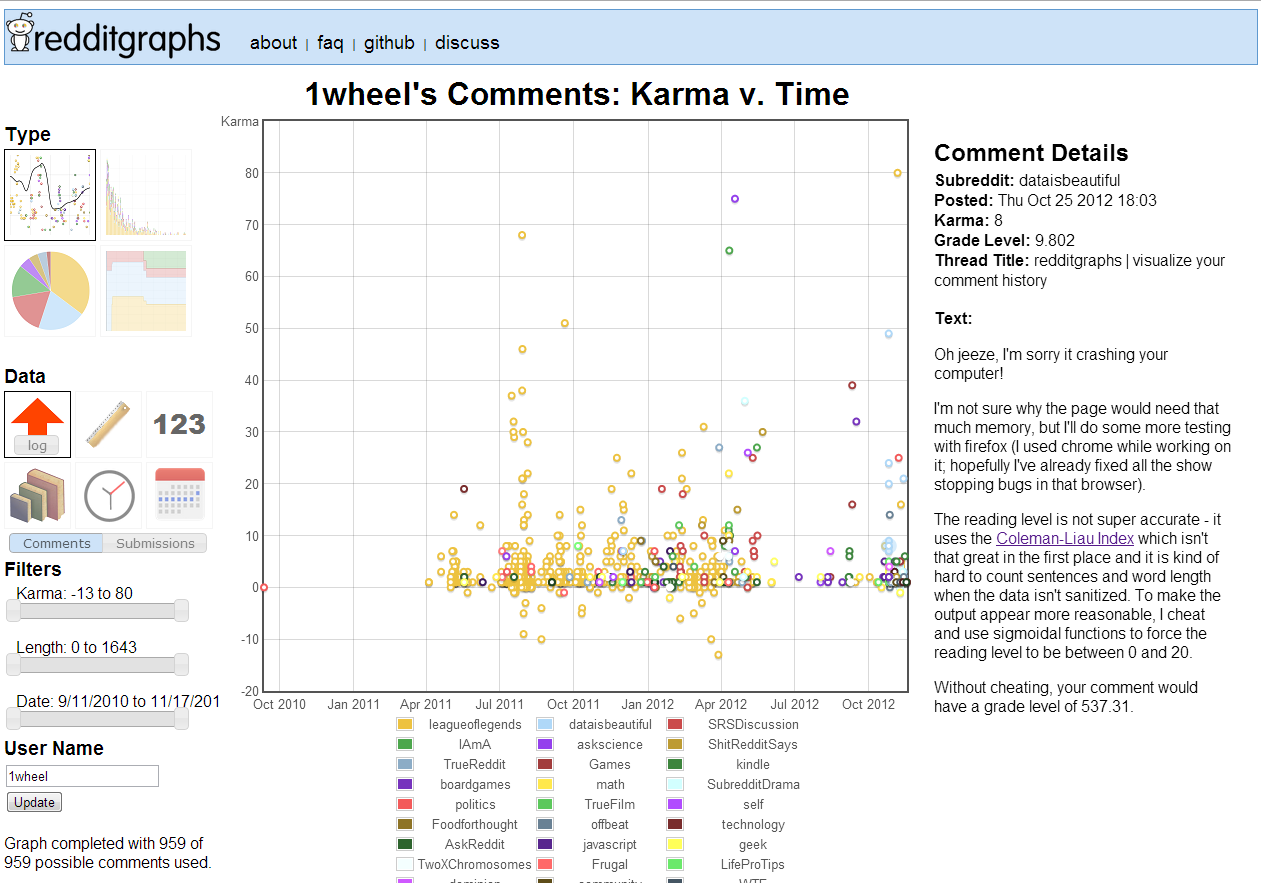 redditgraphs
about | faq | github | discuss
1wheel's Comments: Karma v. Time
Type
Data
log
123
Comments Submissions
Filters
Karma: -13 to 80
Length: 0 to 1643
Date: 9/11/2010 to 11/17/201
User Name
1wheel
Update
Graph completed with 959 of
959 possible comments used.
Karma
80
70
60
50
40
30
20
10
0
-10
-20
Oct 2010 Jan 2011 Apr 2011 Jul 2011 Oct 2011 Jan 2012 Apr 2012 Jul 2012 Oct 2012
leagueoflegends dataisbeautiful SRSDiscussion
IAmA askscience ShitRedditSays
TrueReddit Games kindle
boardgames math SubredditDrama
politics TrueFilm self
Foodforthought offbeat technology
AskReddit javascript geek
TwoXChromosomes Frugal LifeProTips
dominion community WTF
Comment Details
Subreddit: dataisbeautiful
Posted: Thu Oct 25 2012 18:03
Karma: 8
Grade Level: 9.802
Thread Title: redditgraphs | visualize your
comment history
Text:
Oh jeeze, I'm sorry it crashing your
computer!
I'm not sure why the page would need that
much memory, but I'll do some more testing
with firefox (I used chrome while working on
it; hopefully I've already fixed all the show
stopping bugs in that browser).
The reading level is not super accurate - it
uses the Coleman-Liau Index which isn't
that great in the first place and it is kind of
hard to count sentences and word length
when the data isn't sanitized. To make the
output appear more reasonable, I cheat
and use sigmoidal functions to force the
reading level to be between 0 and 20.
Without cheating, your comment would
have a grade level of 537.31.